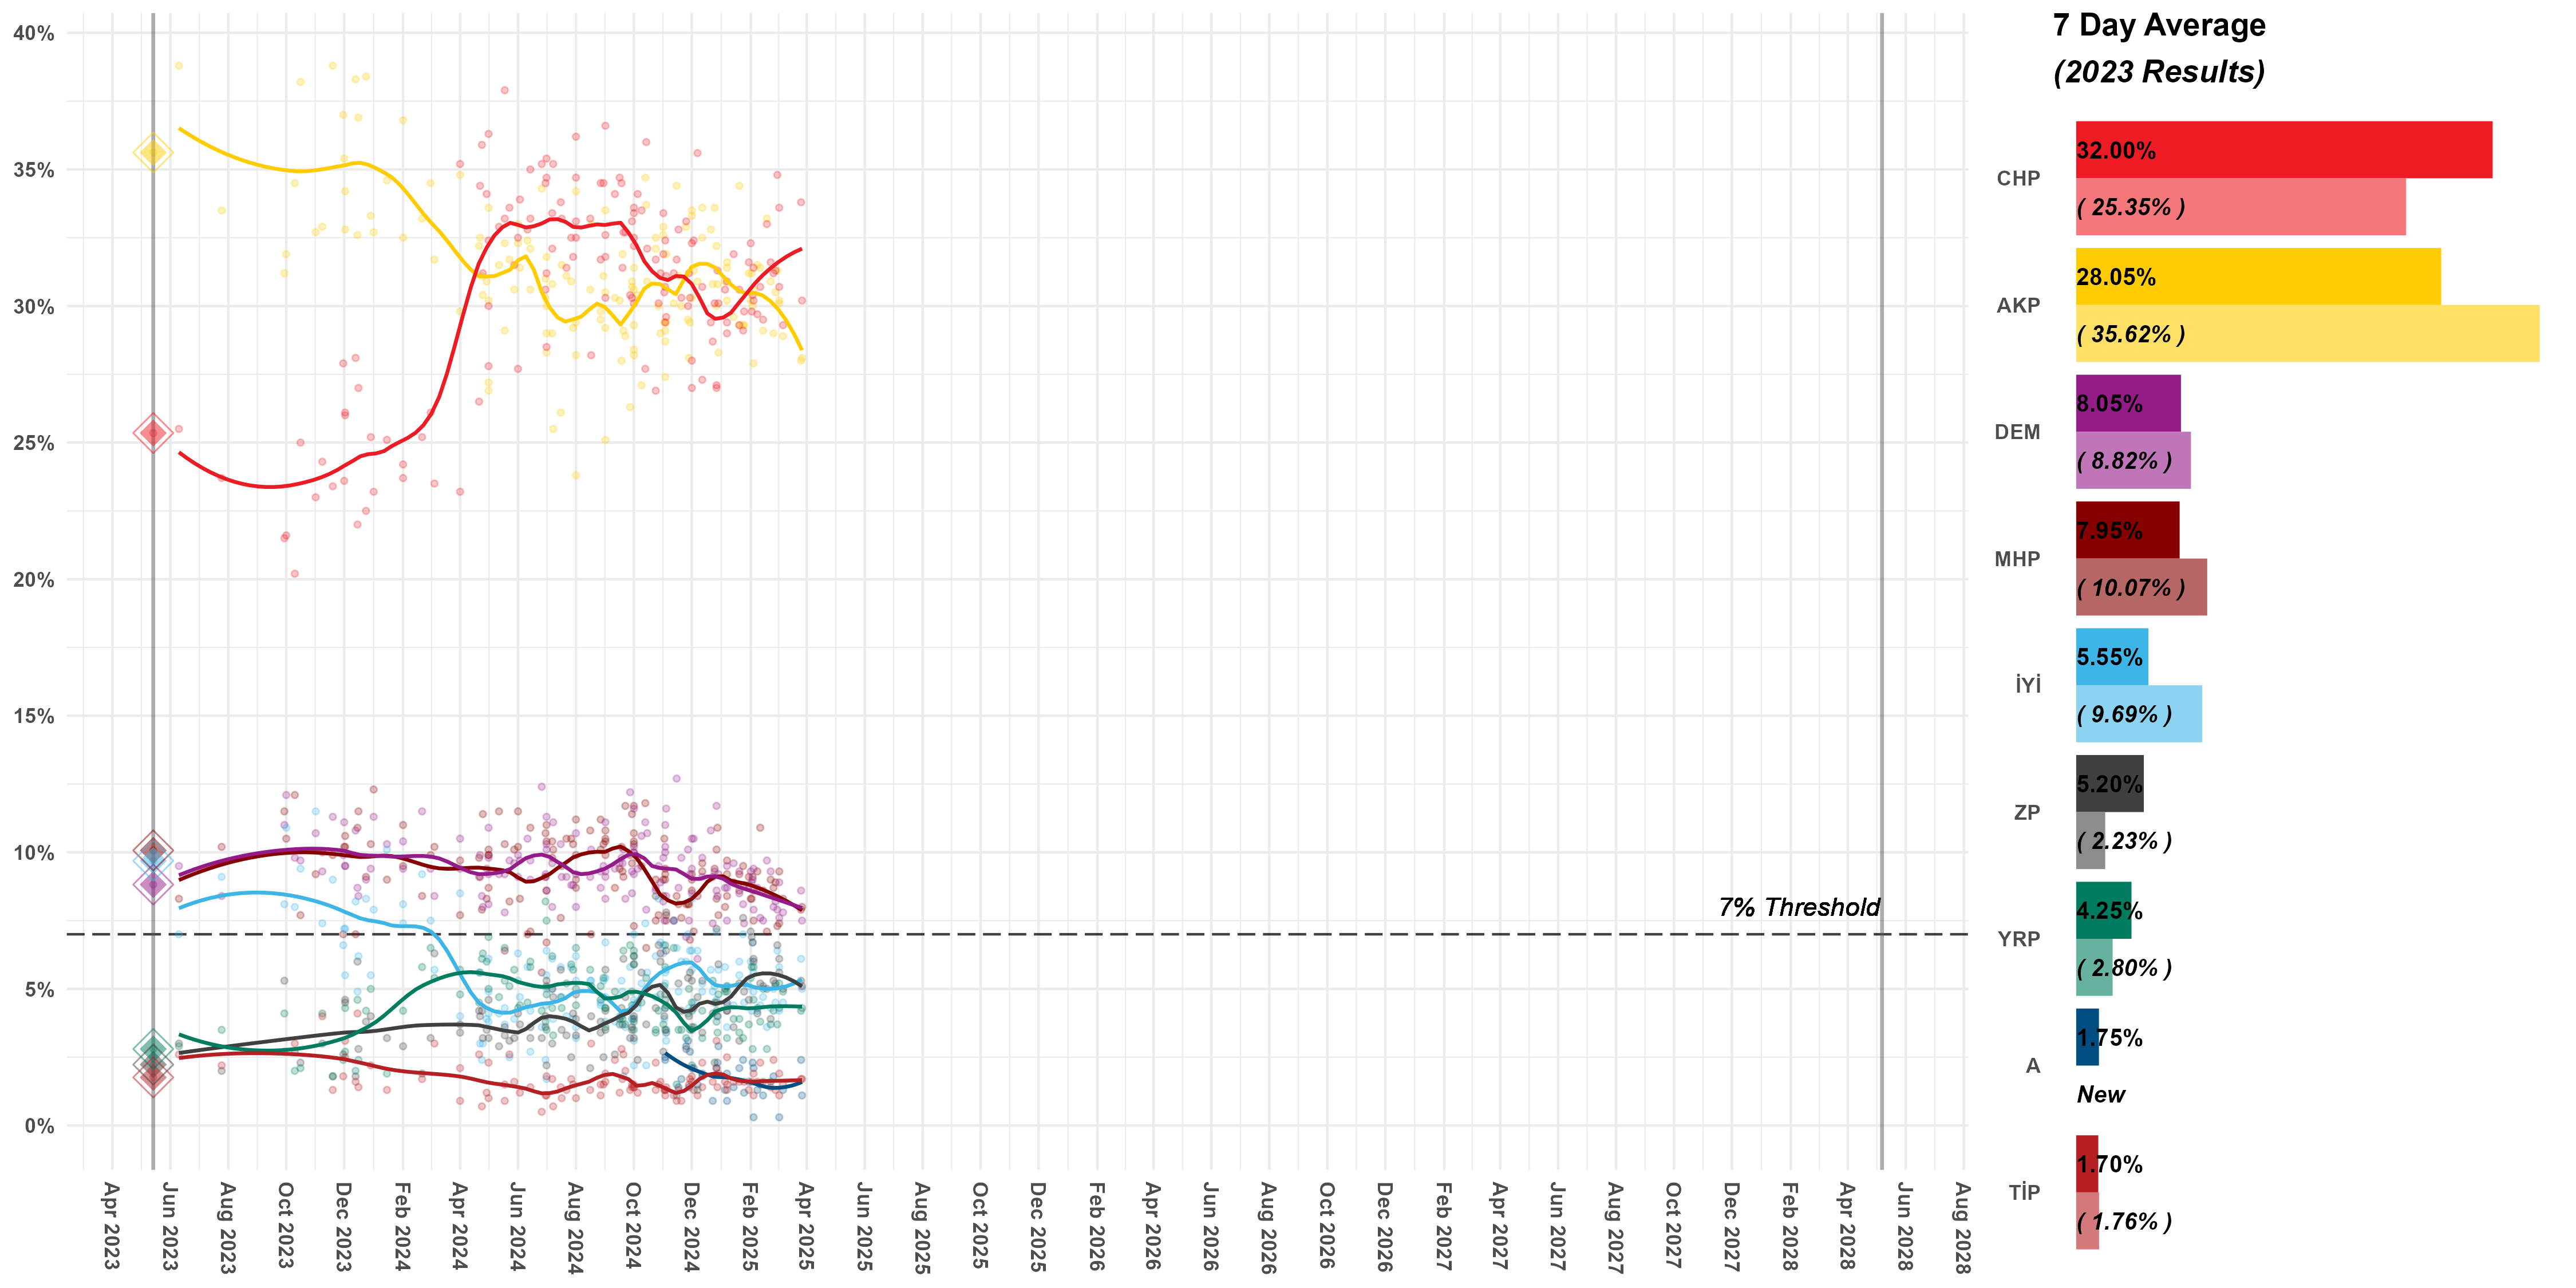 40%
35%
30%
25%
20%
15%
10%
5%
0%
7% Threshold
Apr 2023
Jun 2023
Aug 2023
Oct 2023
Dec 2023
Feb 2024
Apr 2024
Jun 2024
Aug 2024
Oct 2024
Dec 2024
Feb 2025
Apr 2025
Jun 2025
Aug 2025
Oct 2025
Dec 2025
Feb 2026
Apr 2026
Jun 2026
Aug 2026
Oct 2026
Dec 2026
Feb 2027
Apr 2027
Jun 2027
Aug 2027
Oct 2027
Dec 2027
Feb 2028
Apr 2028
Jun 2028
Aug 2028
7 Day Average
(2023 Results)
CHP
32.00%
( 25.35% )
AKP
28.05%
( 35.62% )
DEM
8.05%
( 8.82% )
MHP
7.95%
( 10.07% )
İYİ
5.55%
( 9.69% )
ZP
5.20%
( 2.23% )
YRP
4.25%
( 2.80% )
A
1.75%
New
TİP
1.70%
( 1.76% )